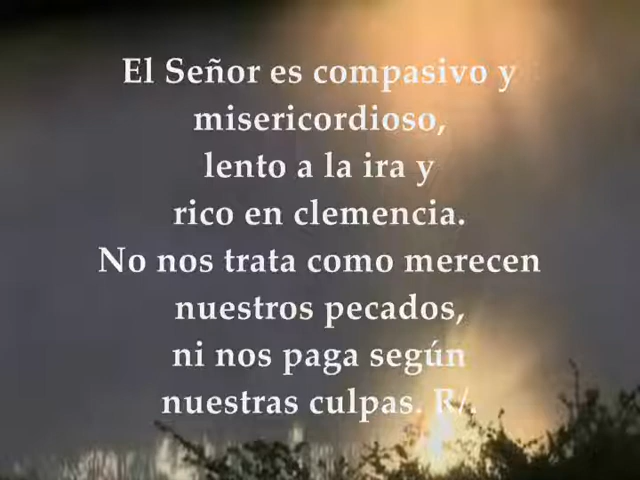 El Señor es compasivo y
misericordioso,
lento a la ira y
rico en clemencia.
No nos trata como merecen
nuestros pecados,
ni nos paga según
nuestras culpas. R/.